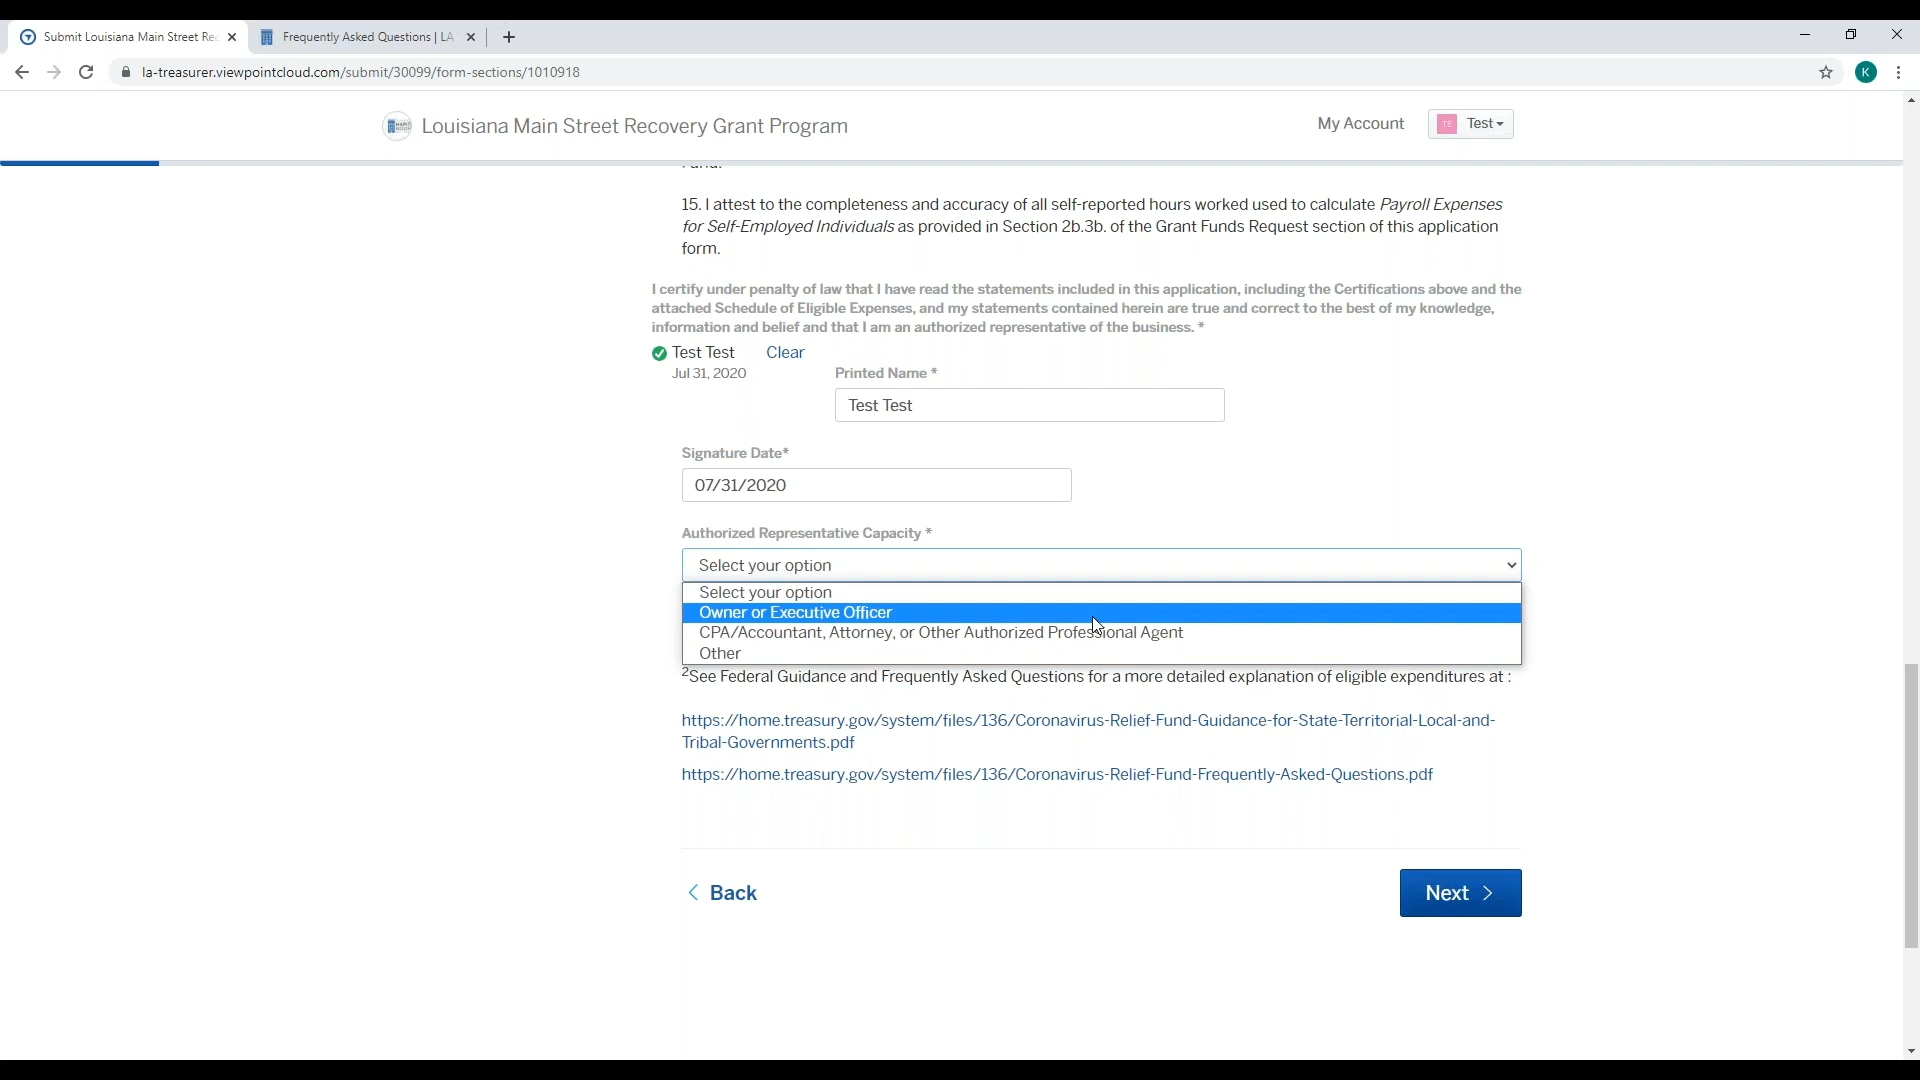 Submit Louisiana Main Street Rec
Frequently Asked Questions | LA
la-treasurer.viewpointcloud.com/submit/30099/form-sections/1010918
K
Louisiana Main Street Recovery Grant Program
My Account
TE Test
15. I attest to the completeness and accuracy of all self-reported hours worked used to calculate Payroll Expenses
for Self-Employed Individuals as provided in Section 2b.3b. of the Grant Funds Request section of this application
form.
I certify under penalty of law that I have read the statements included in this application, including the Certifications above and the
attached Schedule of Eligible Expenses, and my statements contained herein are true and correct to the best of my knowledge,
information and belief and that I am an authorized representative of the business. *
Test Test Clear
Jul 31, 2020
Printed Name *
Test Test
Signature Date*
07/31/2020
Authorized Representative Capacity *
Select your option
Select your option
Owner or Executive Officer
CPA/Accountant, Attorney, or Other Authorized Professional Agent
Other
²See Federal Guidance and Frequently Asked Questions for a more detailed explanation of eligible expenditures at :
https://home.treasury.gov/system/files/136/Coronavirus-Relief-Fund-Guidance-for-State-Territorial-Local-and-
Tribal-Governments.pdf
https://home.treasury.gov/system/files/136/Coronavirus-Relief-Fund-Frequently-Asked-Questions.pdf
Back
Next